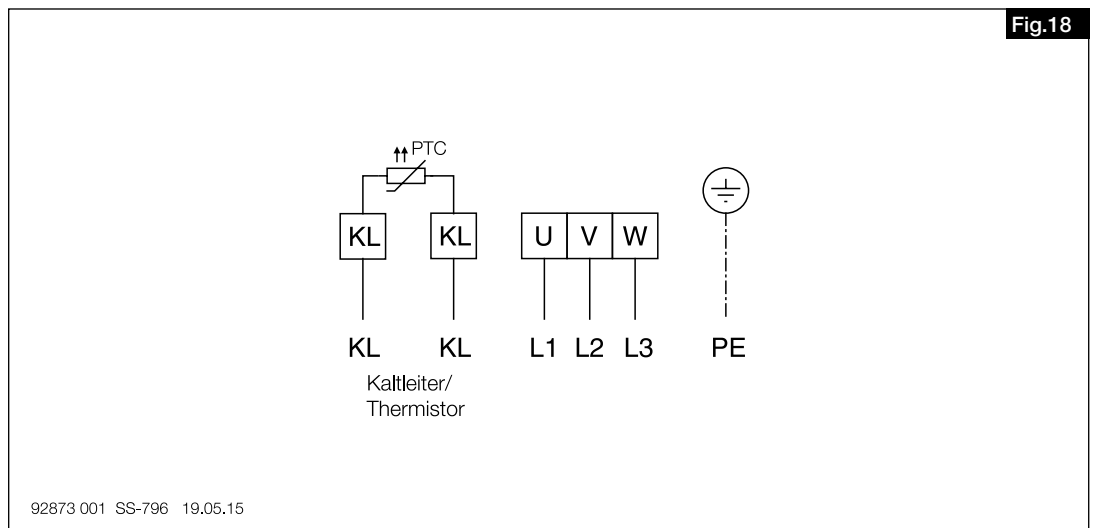 Fig.18
PTC
KL KL U V W
KL KL L1 L2 L3 PE
Kaltleiter/
Thermistor
92873 001 SS-796 19.05.15